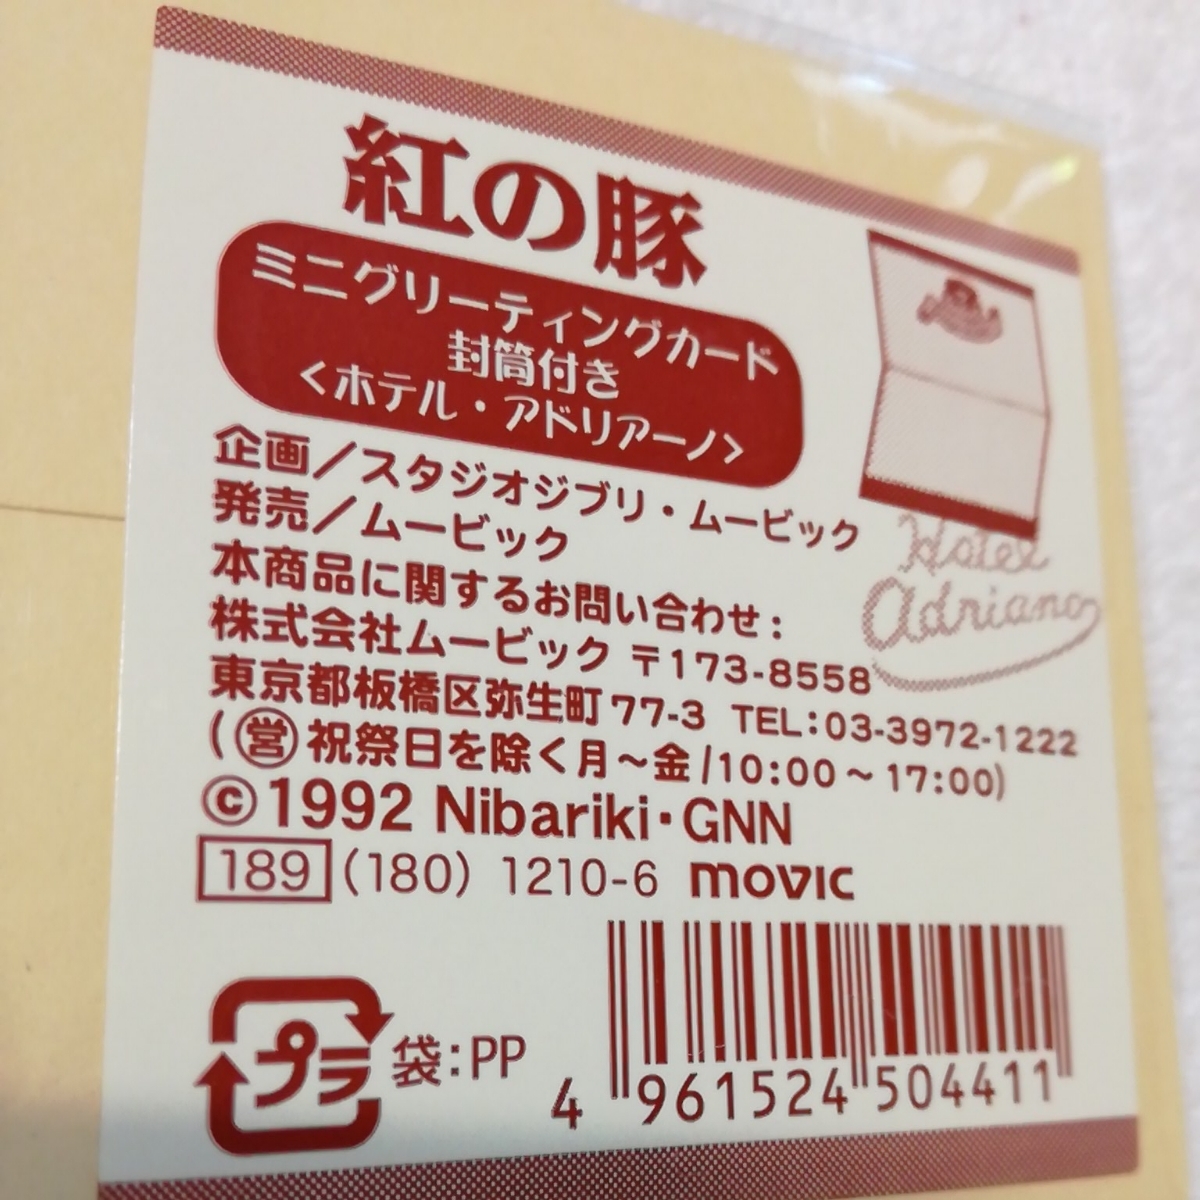 紅の豚
ミニグリーティングカード
封筒付き
<ホテル・アドリアーノ>
企画/スタジオジブリ・ムービック
発売/ムービック
Hotel
Adriano
本商品に関するお問い合わせ:
株式会社ムービック 〒173-8558
東京都板橋区弥生町77-3 TEL:03-3972-1222
(営 祝祭日を除く月～金/10:00～17:00)
©1992 Nibariki・GNN
189 (180) 1210-6 movic
プラ 袋:PP
4 961524 504411